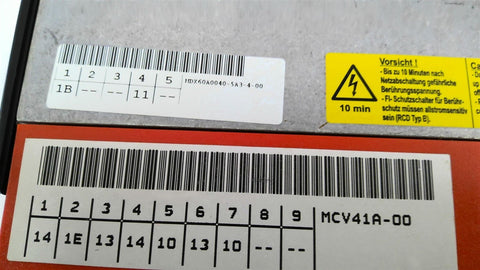 1 2 3 4 5
1B -- -- 11 --
MDX60A0040-5A3-4-00
Vorsicht !
- Bis zu 10 Minuten nach
Netzabschaltung gefährliche
Berührungsspannung.
- FI-Schutzschalter für Berühr-
schutz müssen allstromsensitiv
sein (RCD Typ B).
10 min
1 2 3 4 5 6 7 8 9
14 1E 13 14 10 13 10 -- --
MCV41A-00